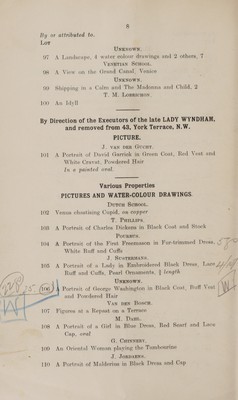 8
By or attributed to.
Lot
Unknown.
97 A Landscape, 4 water colour drawings and 2 others, 7
Venetian School.
98 A View on the Grand Canal, Venice
Unknown.
99 Shipping in a Calm and The Madonna and Child, 2
T. M. Lobrichon.
100 An Idyll
By Direction of the Executors of the late LADY WYNDHAM,
and removed from 43, York Terrace, N.W.
PICTURE.
J. van der Gucht.
101 A Portrait of David Garrick in Green Coat, Red Vest and
White Cravat, Powdered Hair
In a painted oval
Various Properties
PICTURES AND WATER-COLOUR DRAWINGS.
Dutch School.
102 Venus chastising Cupid, on copper
T. Phillips.
103 A Portrait of Charles Dickens in Black Coat and Stock
Pourbus.
104 A Portrait of the First Freemason in Fur-trimmed Dress,
White Ruff and Cuffs
J. Sustermans.
105 A Portrait of a Lady in Embroidered Black Dress, Lace
Ruff and Cuffs, Pearl Ornaments, ¾ length
Unknown.
106 A Portrait of George Washington in Black Coat, Buff Vest
and Powdered Hair
Van der Bosch.
107 Figures at a Repast on a Terrace
M. Dahl.
108 A Portrait of a Girl in Blue Dress, Red Scarf and Lace
Cap, oval
G. Chinnery.
109 An Oriental Woman playing the Tambourine
J. Jordaens.
110 A Portrait of Malderius in Black Dress and Cap